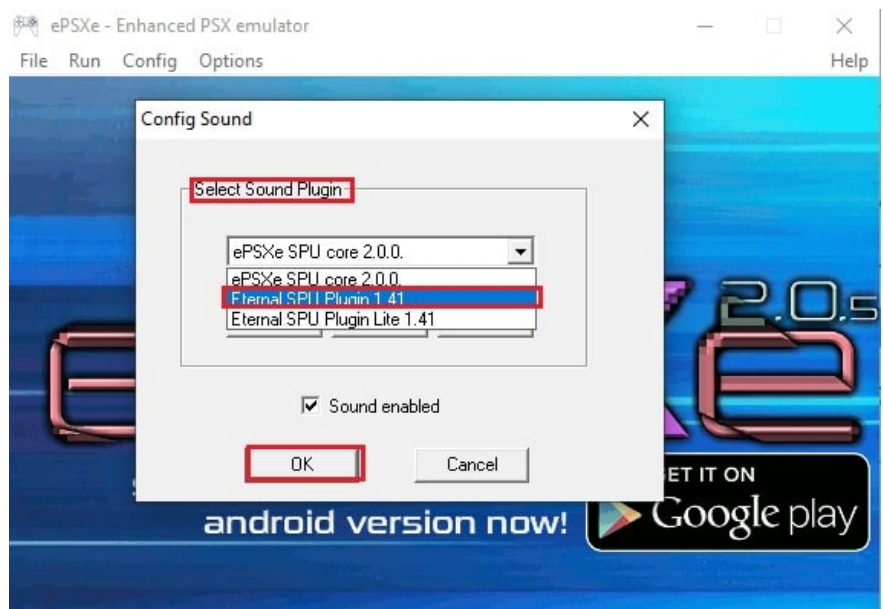 ePSXe - Enhanced PSX emulator
File Run Config Options Help
Config Sound
Select Sound Plugin
ePSXe SPU core 2.0.0.
ePSXe SPU core 2.0.0.
Eternal SPU Plugin 1.41
Eternal SPU Plugin Lite 1.41
2.0.5
Sound enabled
OK Cancel
GET IT ON
Google play
android version now!